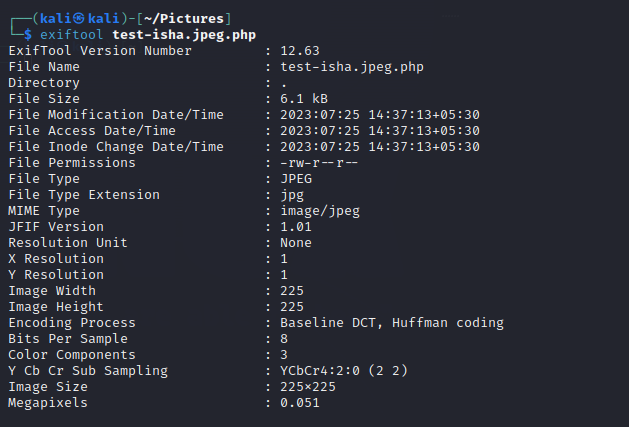 ┌──(kali㉿kali)-[~/Pictures]
└─$ exiftool test-isha.jpeg.php
ExifTool Version Number         : 12.63
File Name                       : test-isha.jpeg.php
Directory                       : .
File Size                       : 6.1 kB
File Modification Date/Time     : 2023:07:25 14:37:13+05:30
File Access Date/Time           : 2023:07:25 14:37:13+05:30
File Inode Change Date/Time     : 2023:07:25 14:37:13+05:30
File Permissions                : -rw-r--r--
File Type                       : JPEG
File Type Extension             : jpg
MIME Type                       : image/jpeg
JFIF Version                    : 1.01
Resolution Unit                 : None
X Resolution                    : 1
Y Resolution                    : 1
Image Width                     : 225
Image Height                    : 225
Encoding Process                : Baseline DCT, Huffman coding
Bits Per Sample                 : 8
Color Components                : 3
Y Cb Cr Sub Sampling            : YCbCr4:2:0 (2 2)
Image Size                      : 225×225
Megapixels                      : 0.051